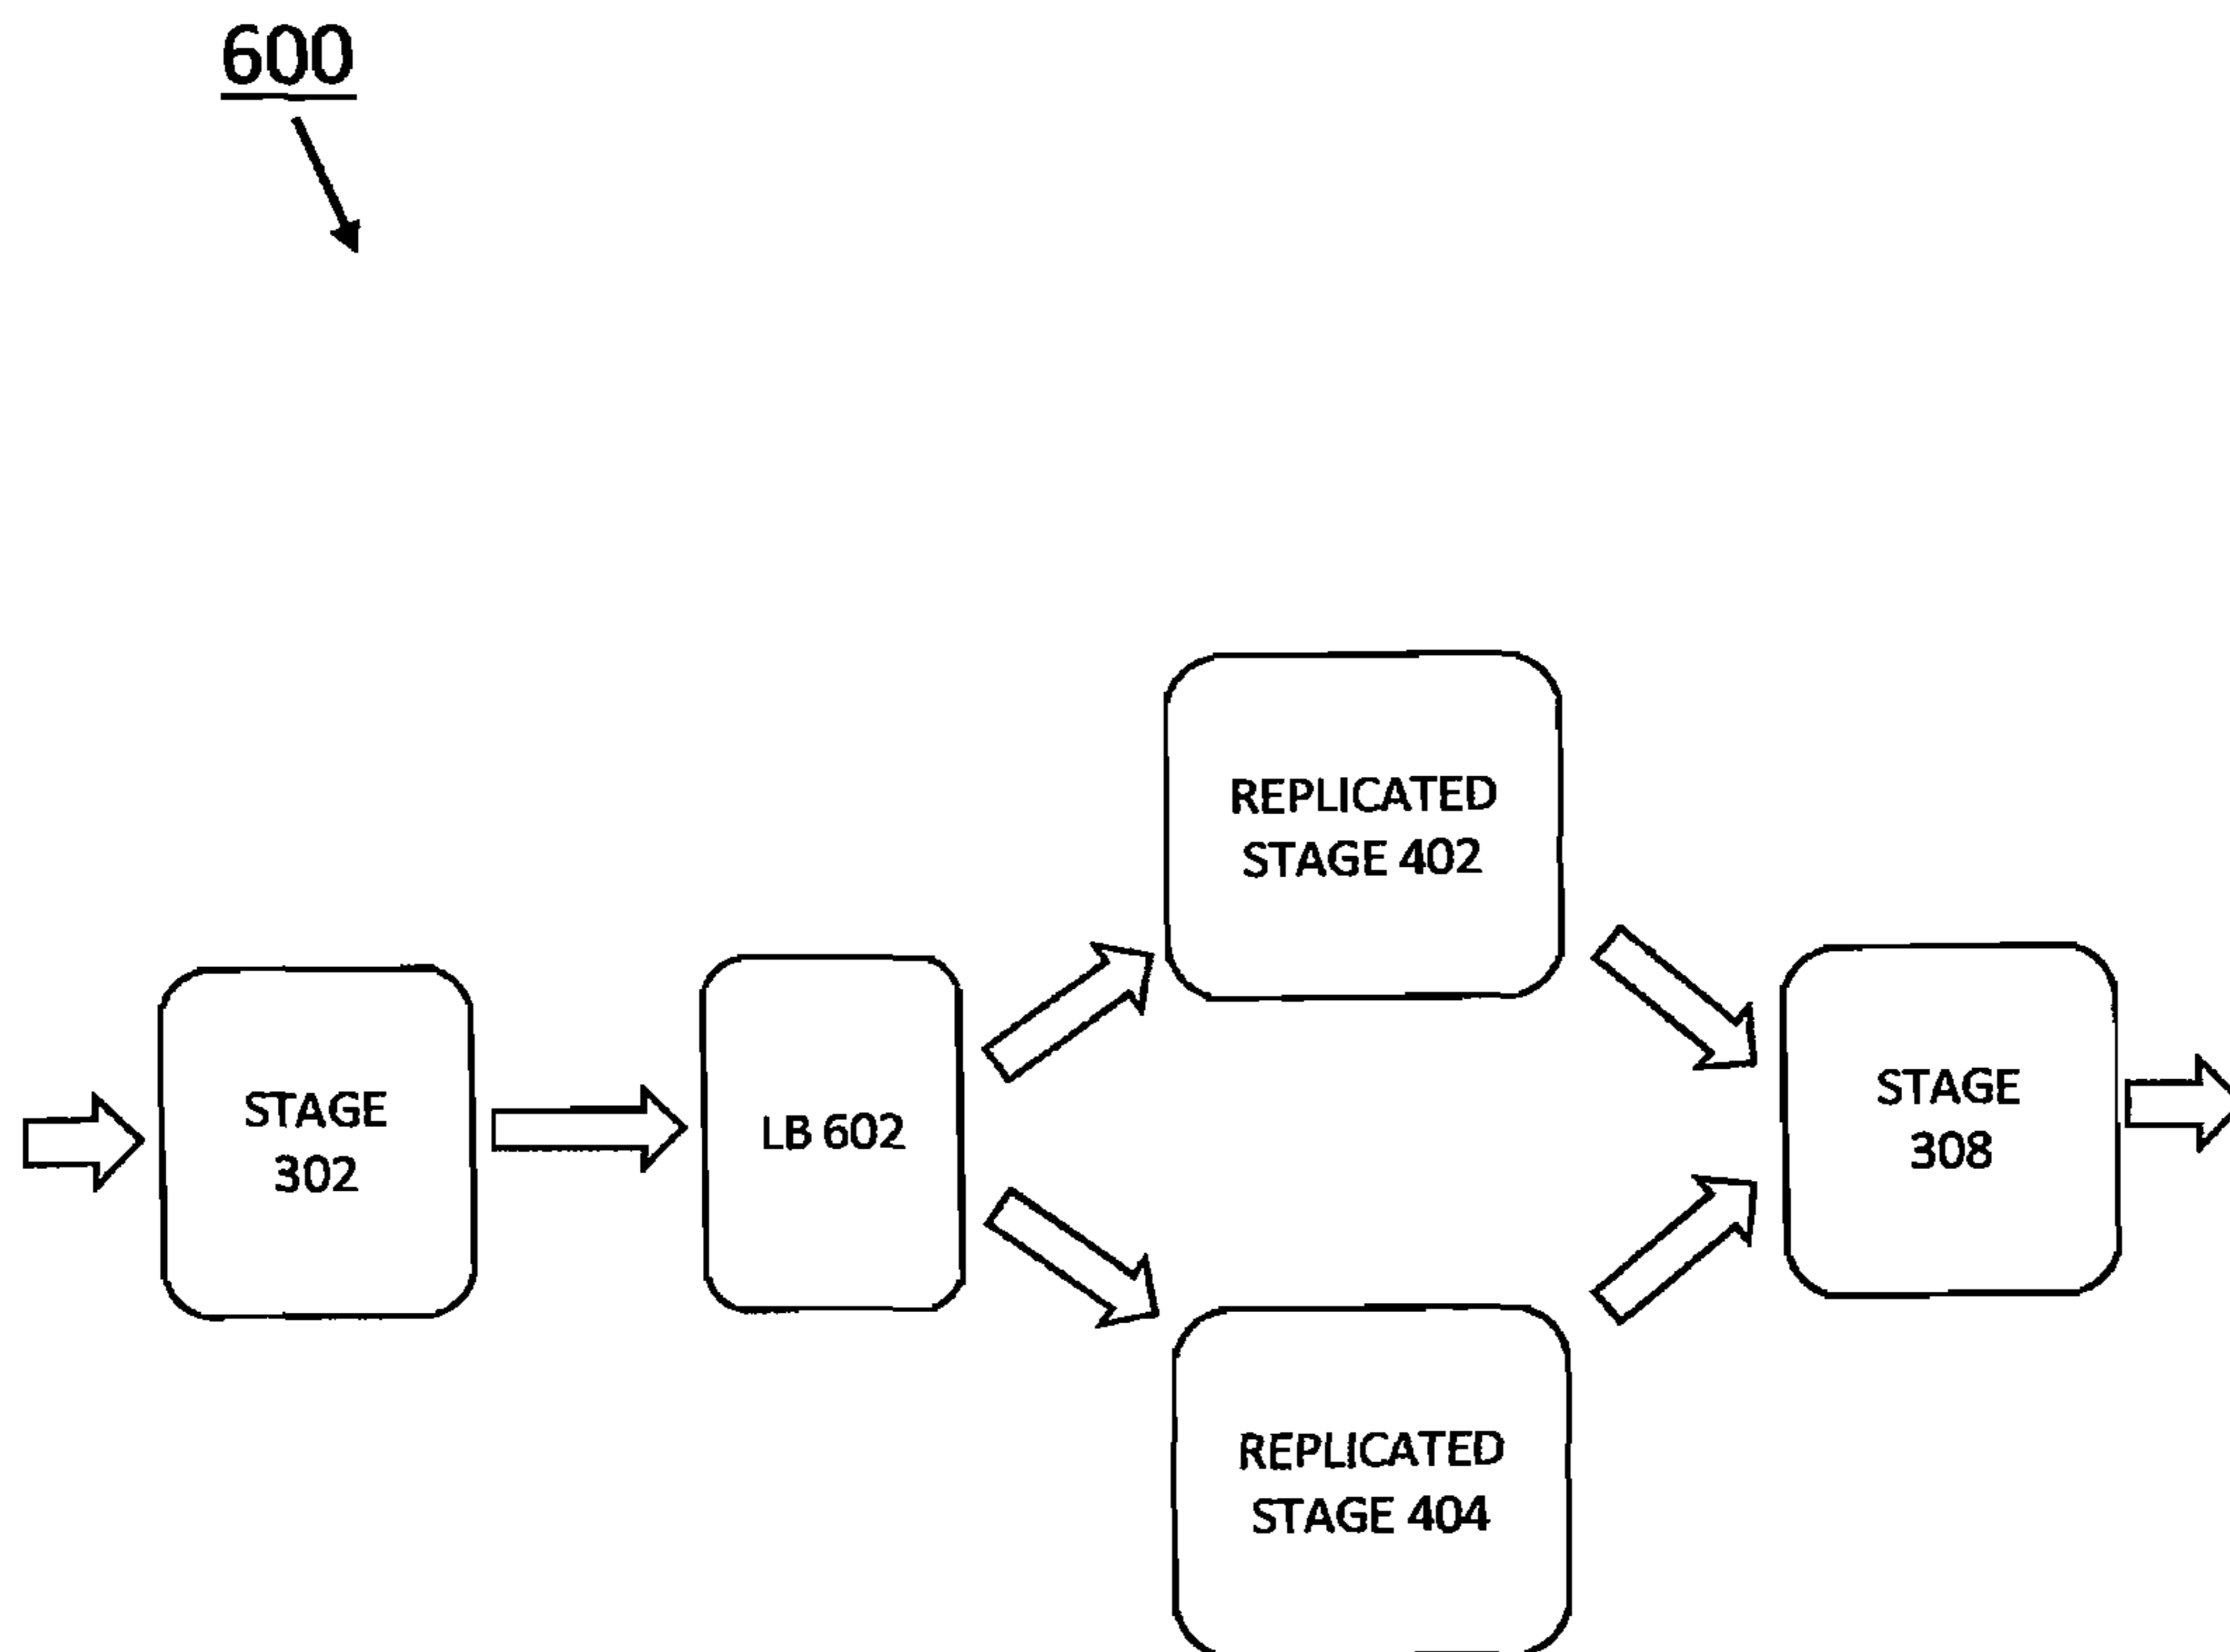 600
REPLICATED
STAGE 402
STAGE
302
LB 602
STAGE
308
REPLICATED
STAGE 404